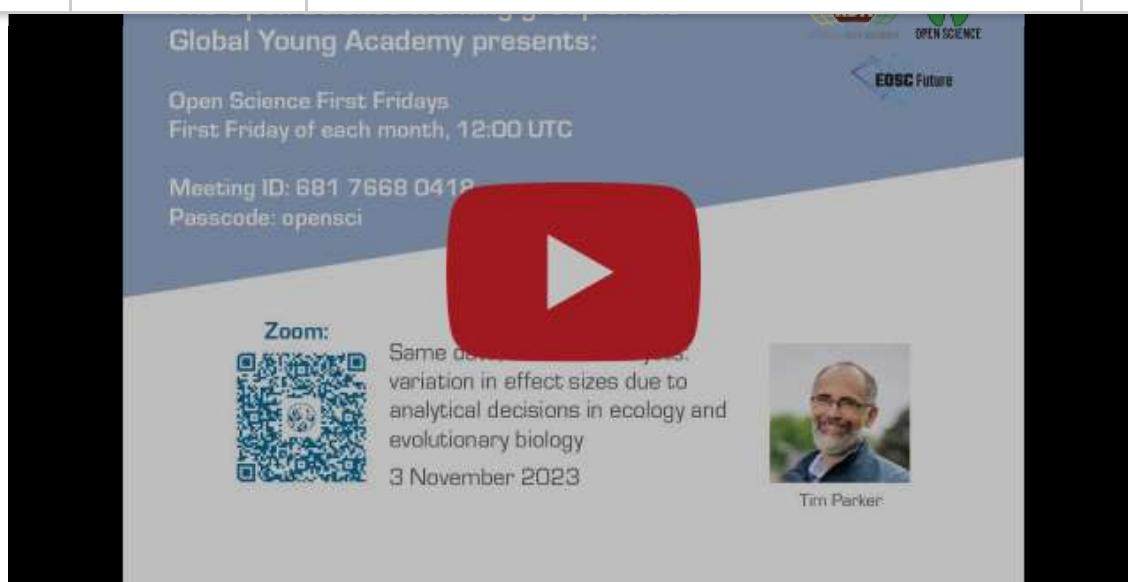 Global Young Academy presents:
OPEN SCIENCE
EOSC Future
Open Science First Fridays
First Friday of each month, 12:00 UTC
Meeting ID: 681 7668 0418
Passcode: opensci
Zoom:
Same
variation in effect sizes due to
analytical decisions in ecology and
evolutionary biology
3 November 2023
Tim Parker